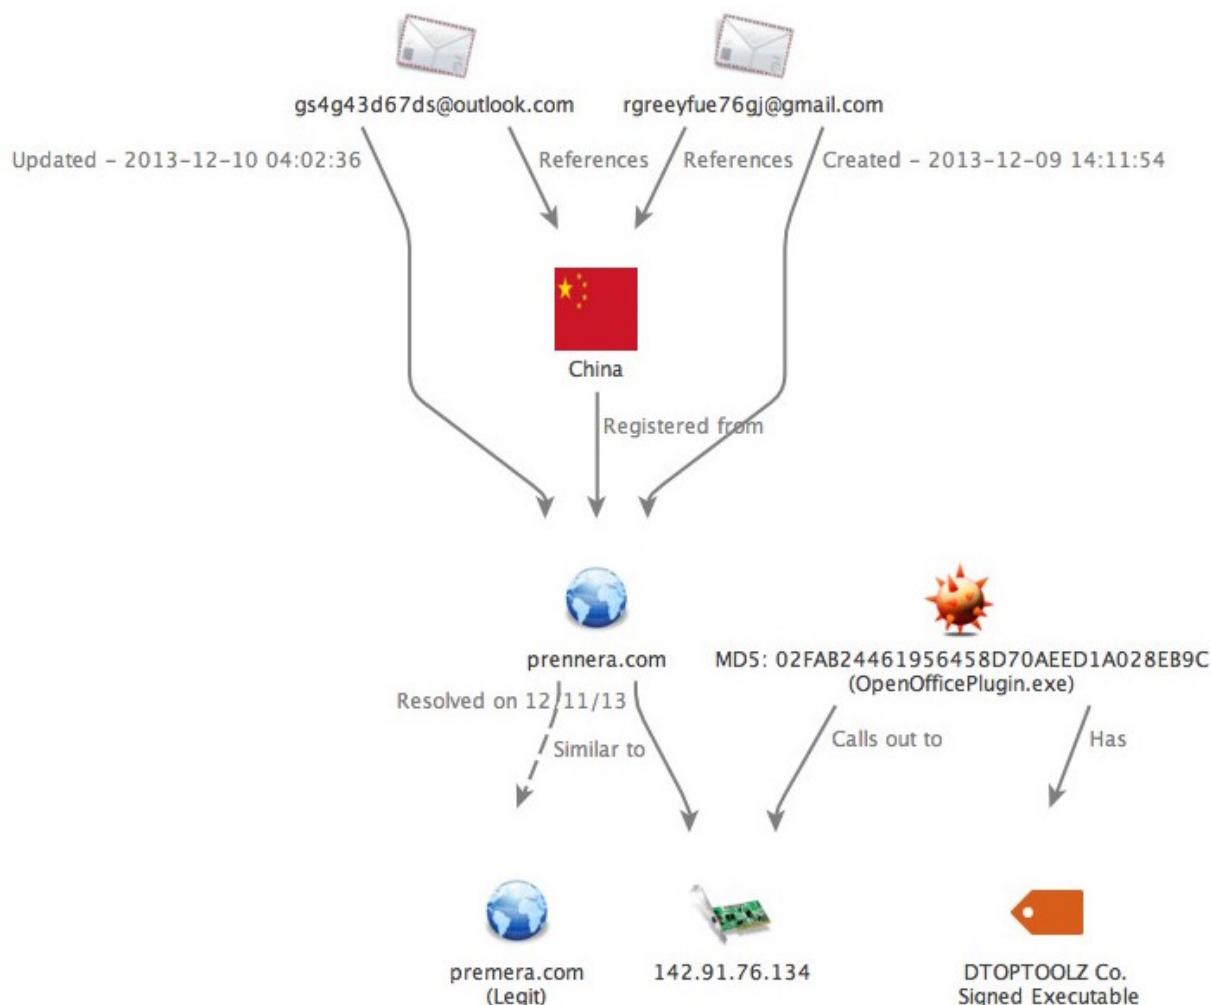 gs4g43d67ds@outlook.com
rgreeyfue76gj@gmail.com
Updated – 2013-12-10 04:02:36
References
References
Created – 2013-12-09 14:11:54
China
Registered from
prennera.com
MD5: 02FAB24461956458D70AEED1A028EB9C
(OpenOfficePlugin.exe)
Resolved on 12/11/13
Similar to
Calls out to
Has
premera.com
(Legit)
142.91.76.134
DTOPTOOLZ Co.
Signed Executable